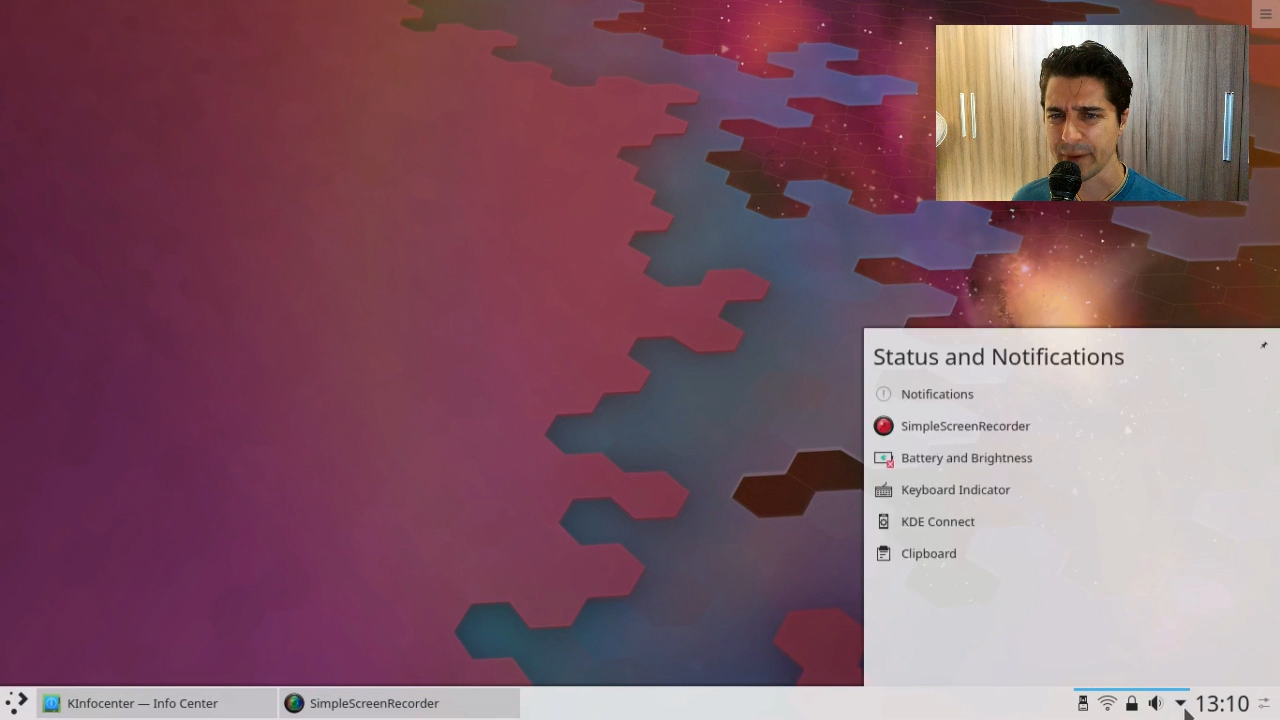 Status and Notifications
Notifications
SimpleScreenRecorder
Battery and Brightness
Keyboard Indicator
KDE Connect
Clipboard
KInfocenter — Info Center
SimpleScreenRecorder
13:10